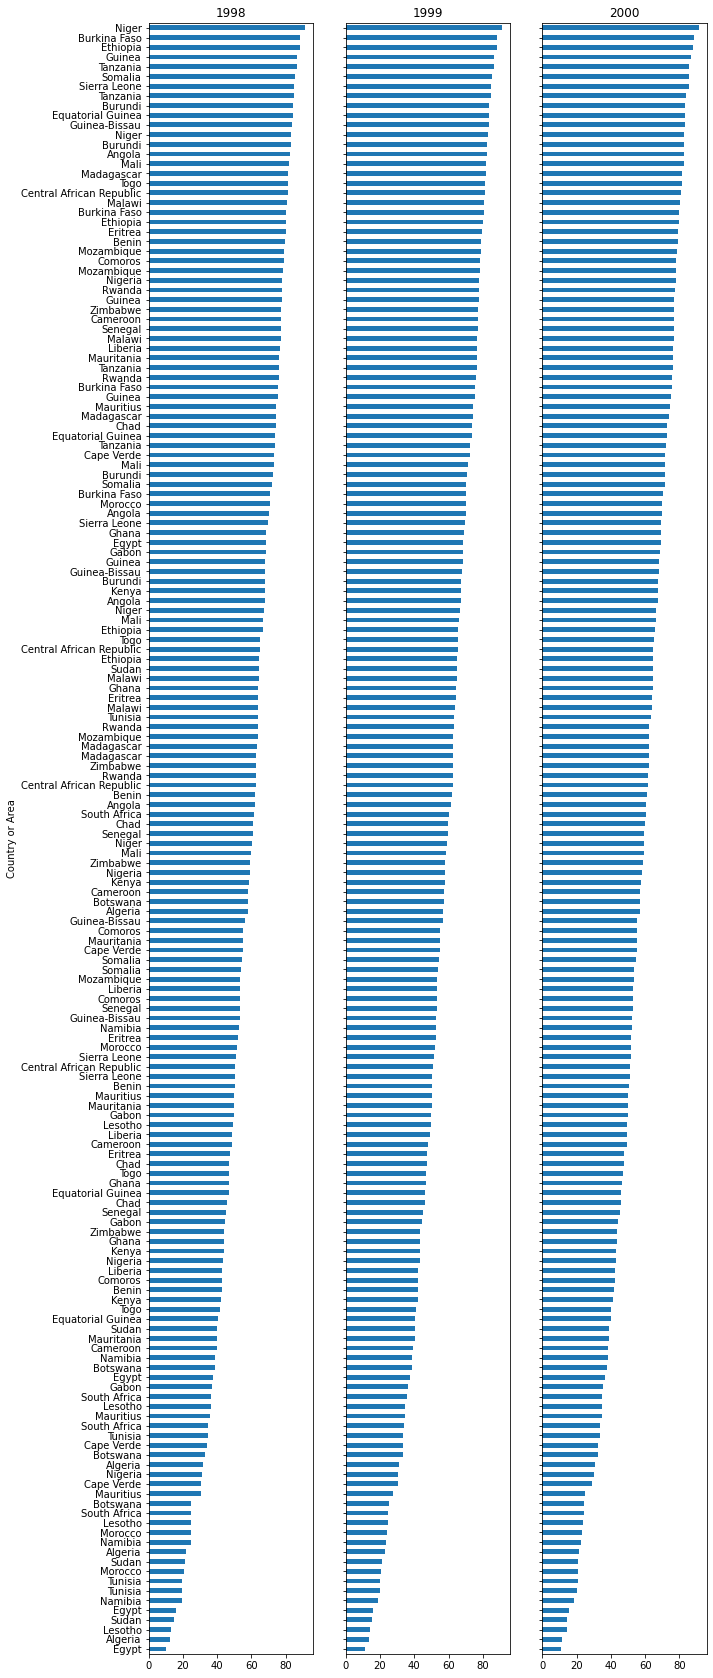 1998 1999 2000
Niger
Burkina Faso
Ethiopia
Guinea
Tanzania
Somalia
Sierra Leone
Tanzania
Burundi
Equatorial Guinea
Guinea-Bissau
Niger
Burundi
Angola
Mali
Madagascar
Togo
Central African Republic
Malawi
Burkina Faso
Ethiopia
Eritrea
Benin
Mozambique
Comoros
Mozambique
Nigeria
Rwanda
Guinea
Zimbabwe
Cameroon
Senegal
Malawi
Liberia
Mauritania
Tanzania
Rwanda
Burkina Faso
Guinea
Mauritius
Madagascar
Chad
Equatorial Guinea
Tanzania
Cape Verde
Mali
Burundi
Somalia
Burkina Faso
Morocco
Angola
Sierra Leone
Ghana
Egypt
Gabon
Guinea
Guinea-Bissau
Burundi
Kenya
Angola
Niger
Mali
Ethiopia
Togo
Central African Republic
Ethiopia
Sudan
Malawi
Ghana
Eritrea
Malawi
Tunisia
Rwanda
Mozambique
Madagascar
Madagascar
Zimbabwe
Rwanda
Central African Republic
Benin
Angola
South Africa
Chad
Senegal
Niger
Mali
Zimbabwe
Nigeria
Kenya
Cameroon
Botswana
Algeria
Guinea-Bissau
Comoros
Mauritania
Cape Verde
Somalia
Somalia
Mozambique
Liberia
Comoros
Senegal
Guinea-Bissau
Namibia
Eritrea
Morocco
Sierra Leone
Central African Republic
Sierra Leone
Benin
Mauritius
Mauritania
Gabon
Lesotho
Liberia
Cameroon
Eritrea
Chad
Togo
Ghana
Equatorial Guinea
Chad
Senegal
Gabon
Zimbabwe
Ghana
Kenya
Nigeria
Liberia
Comoros
Benin
Kenya
Togo
Equatorial Guinea
Sudan
Mauritania
Cameroon
Namibia
Botswana
Egypt
Gabon
South Africa
Lesotho
Mauritius
South Africa
Tunisia
Cape Verde
Botswana
Algeria
Nigeria
Cape Verde
Mauritius
Botswana
South Africa
Lesotho
Morocco
Namibia
Algeria
Sudan
Morocco
Tunisia
Tunisia
Namibia
Egypt
Sudan
Lesotho
Algeria
Egypt
Country or Area
0 20 40 60 80 0 20 40 60 80 0 20 40 60 80